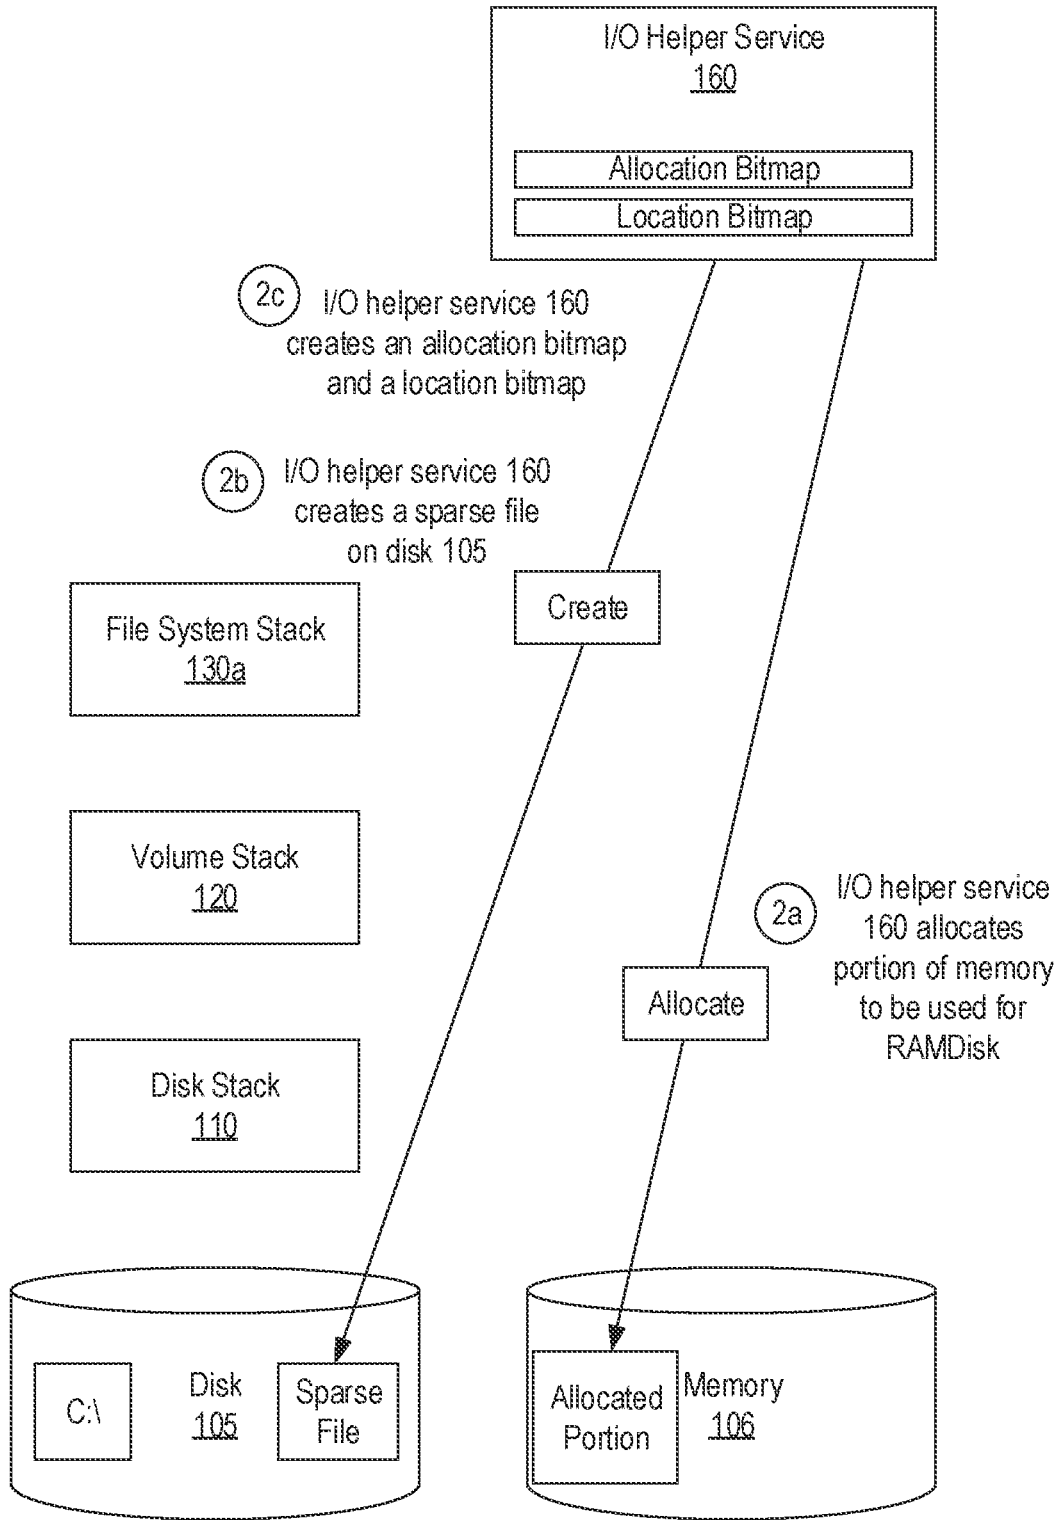 I/O Helper Service
160
Allocation Bitmap
Location Bitmap
2c
I/O helper service 160
creates an allocation bitmap
and a location bitmap
2b
I/O helper service 160
creates a sparse file
on disk 105
Create
File System Stack
130a
Volume Stack
120
2a
I/O helper service
160 allocates
portion of memory
to be used for
RAMDisk
Allocate
Disk Stack
110
C:\
Disk
105
Sparse
File
Allocated
Portion
Memory
106